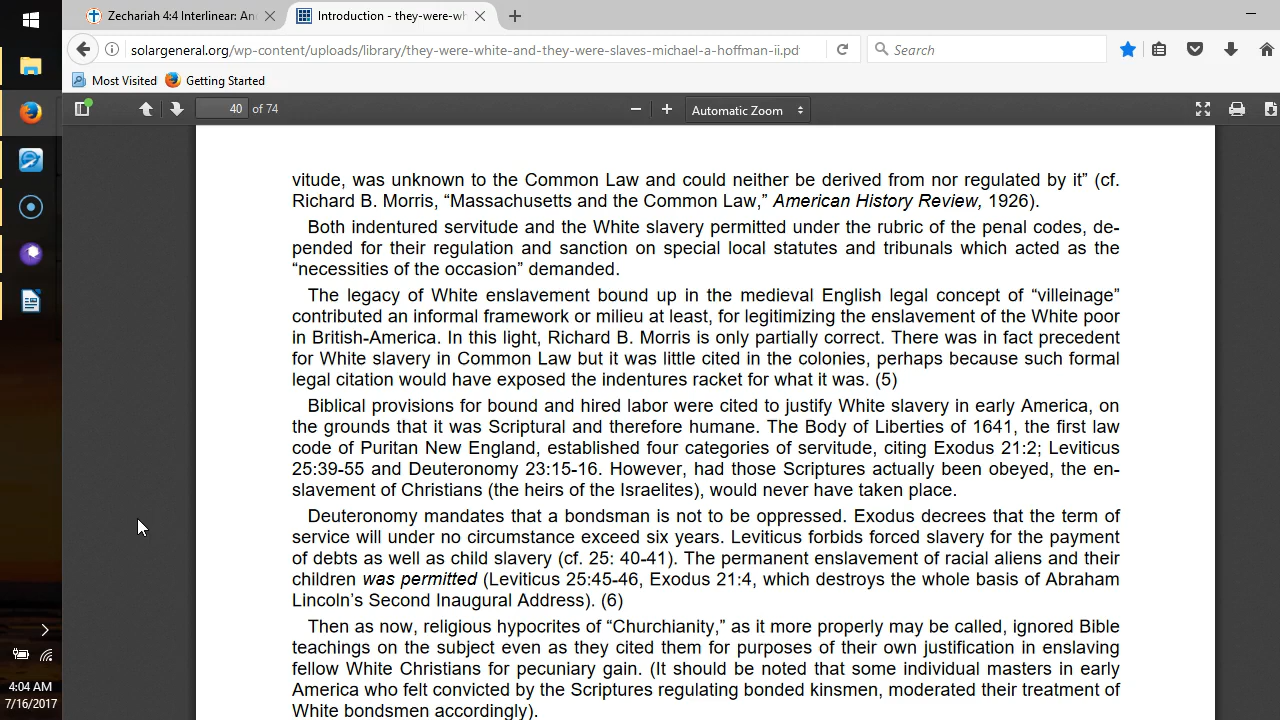 Zechariah 4:4 Interlinear: An
Introduction - they-were-wh
solargeneral.org/wp-content/uploads/library/they-were-white-and-they-were-slaves-michael-a-hoffman-ii.pd
Search
Most Visited
Getting Started
40 of 74
Automatic Zoom
vitude, was unknown to the Common Law and could neither be derived from nor regulated by it” (cf.
Richard B. Morris, “Massachusetts and the Common Law,” American History Review, 1926).
Both indentured servitude and the White slavery permitted under the rubric of the penal codes, de-
pended for their regulation and sanction on special local statutes and tribunals which acted as the
“necessities of the occasion” demanded.
The legacy of White enslavement bound up in the medieval English legal concept of “villeinage”
contributed an informal framework or milieu at least, for legitimizing the enslavement of the White poor
in British-America. In this light, Richard B. Morris is only partially correct. There was in fact precedent
for White slavery in Common Law but it was little cited in the colonies, perhaps because such formal
legal citation would have exposed the indentures racket for what it was. (5)
Biblical provisions for bound and hired labor were cited to justify White slavery in early America, on
the grounds that it was Scriptural and therefore humane. The Body of Liberties of 1641, the first law
code of Puritan New England, established four categories of servitude, citing Exodus 21:2; Leviticus
25:39-55 and Deuteronomy 23:15-16. However, had those Scriptures actually been obeyed, the en-
slavement of Christians (the heirs of the Israelites), would never have taken place.
Deuteronomy mandates that a bondsman is not to be oppressed. Exodus decrees that the term of
service will under no circumstance exceed six years. Leviticus forbids forced slavery for the payment
of debts as well as child slavery (cf. 25: 40-41). The permanent enslavement of racial aliens and their
children was permitted (Leviticus 25:45-46, Exodus 21:4, which destroys the whole basis of Abraham
Lincoln’s Second Inaugural Address). (6)
Then as now, religious hypocrites of “Churchianity,” as it more properly may be called, ignored Bible
teachings on the subject even as they cited them for purposes of their own justification in enslaving
fellow White Christians for pecuniary gain. (It should be noted that some individual masters in early
America who felt convicted by the Scriptures regulating bonded kinsmen, moderated their treatment of
White bondsmen accordingly).
4:04 AM
7/16/2017